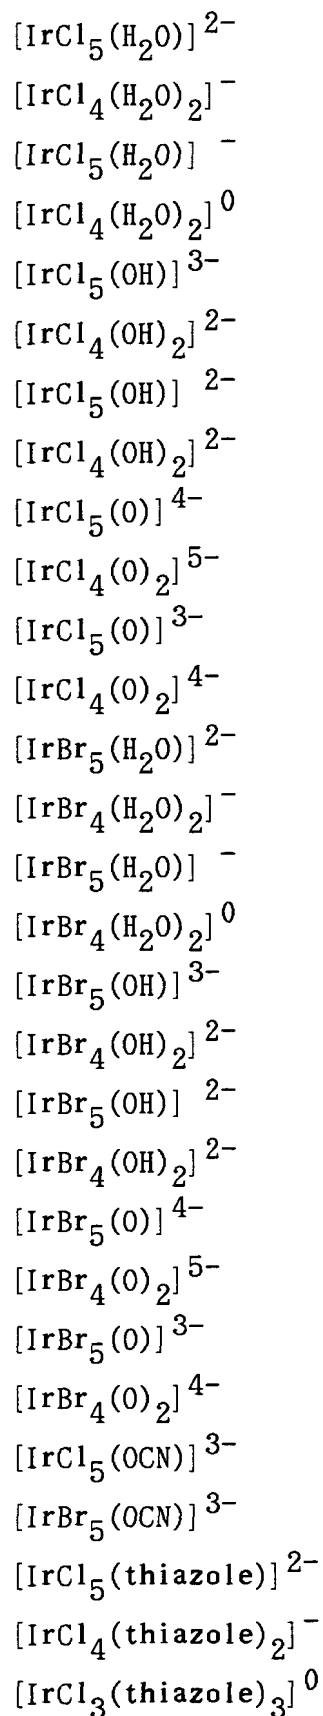 [IrCl₅(H₂O)]²⁻
[IrCl₄(H₂O)₂]⁻
[IrCl₅(H₂O)] ⁻
[IrCl₄(H₂O)₂]⁰
[IrCl₅(OH)]³⁻
[IrCl₄(OH)₂]²⁻
[IrCl₅(OH)] ²⁻
[IrCl₄(OH)₂]²⁻
[IrCl₅(O)]⁴⁻
[IrCl₄(O)₂]⁵⁻
[IrCl₅(O)]³⁻
[IrCl₄(O)₂]⁴⁻
[IrBr₅(H₂O)]²⁻
[IrBr₄(H₂O)₂]⁻
[IrBr₅(H₂O)] ⁻
[IrBr₄(H₂O)₂]⁰
[IrBr₅(OH)]³⁻
[IrBr₄(OH)₂]²⁻
[IrBr₅(OH)] ²⁻
[IrBr₄(OH)₂]²⁻
[IrBr₅(O)]⁴⁻
[IrBr₄(O)₂]⁵⁻
[IrBr₅(O)]³⁻
[IrBr₄(O)₂]⁴⁻
[IrCl₅(OCN)]³⁻
[IrBr₅(OCN)]³⁻
[IrCl₅(thiazole)]²⁻
[IrCl₄(thiazole)₂]⁻
[IrCl₃(thiazole)₃]⁰